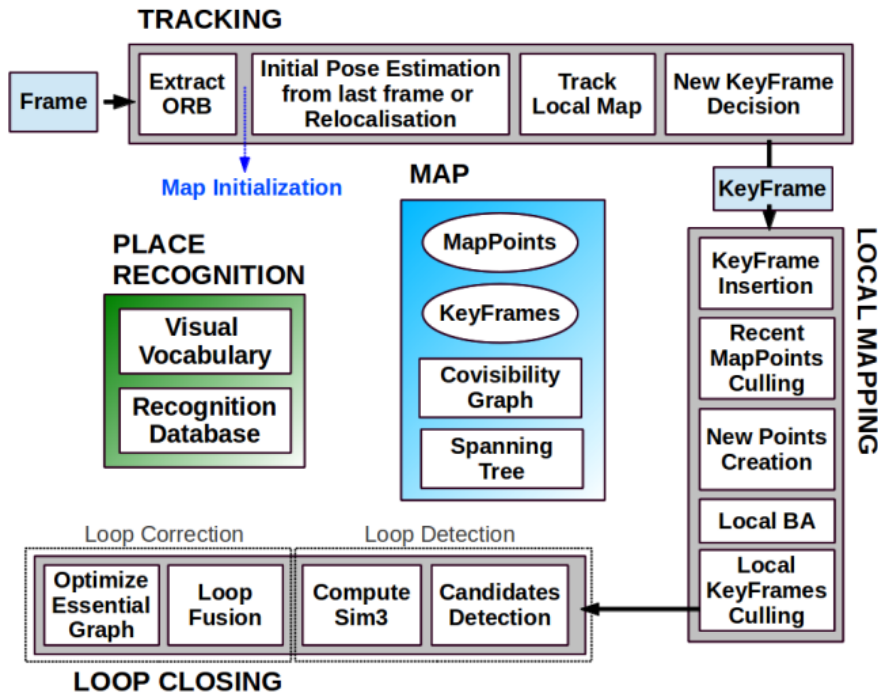 TRACKING
Frame
Extract
ORB
Initial Pose Estimation
from last frame or
Relocalisation
Track
Local Map
New KeyFrame
Decision
Map Initialization
MAP
KeyFrame
PLACE
RECOGNITION
Visual
Vocabulary
Recognition
Database
MapPoints
KeyFrames
Covisibility
Graph
Spanning
Tree
LOCAL MAPPING
KeyFrame
Insertion
Recent
MapPoints
Culling
New Points
Creation
Local BA
Local
KeyFrames
Culling
Loop Correction
Loop Detection
Optimize
Essential
Graph
Loop
Fusion
Compute
Sim3
Candidates
Detection
LOOP CLOSING